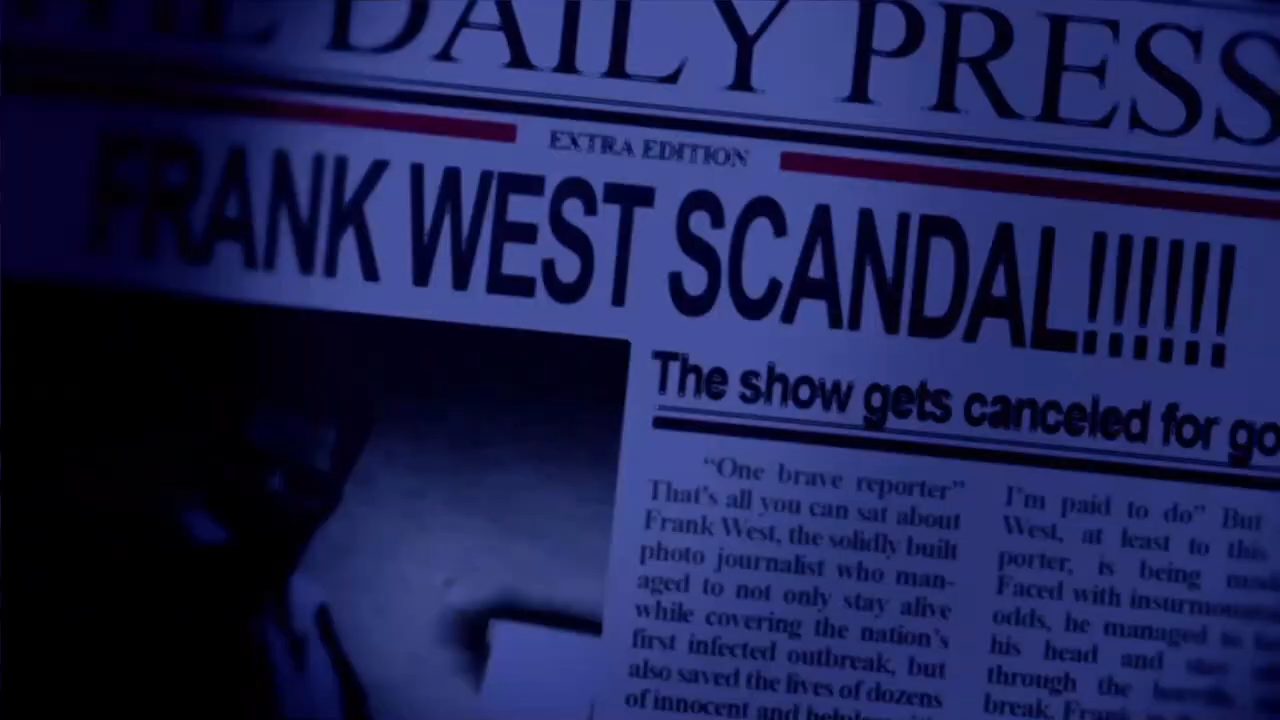 THE DAILY PRESS
EXTRA EDITION
FRANK WEST SCANDAL!!!!!!
The show gets canceled for go
“One brave reporter”
That's all you can sat about
Frank West, the solidly built
photo journalist who man-
aged to not only stay alive
while covering the nation's
first infected outbreak, but
also saved the lives of dozens
of innocent and
I'm paid to do” But
West, at least to this
porter, is being
Faced with
odds, he managed
his head and
through the
break,